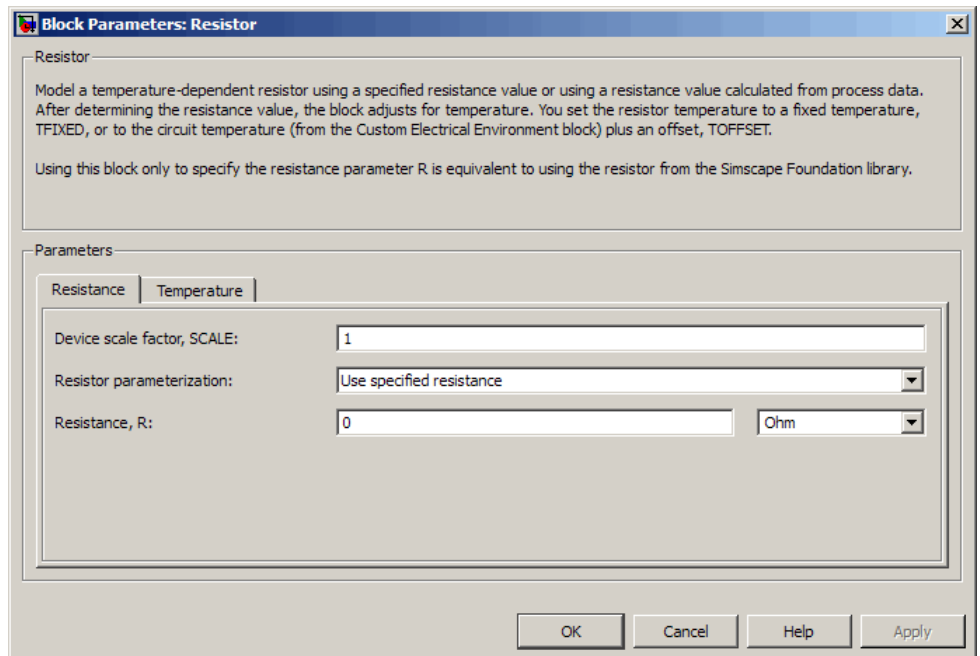 Block Parameters: Resistor
Resistor
Model a temperature-dependent resistor using a specified resistance value or using a resistance value calculated from process data.
After determining the resistance value, the block adjusts for temperature. You set the resistor temperature to a fixed temperature,
TFIXED, or to the circuit temperature (from the Custom Electrical Environment block) plus an offset, TOFFSET.
Using this block only to specify the resistance parameter R is equivalent to using the resistor from the Simscape Foundation library.
Parameters
Resistance Temperature
Device scale factor, SCALE: 1
Resistor parameterization: Use specified resistance
Resistance, R: 0 Ohm
OK Cancel Help Apply